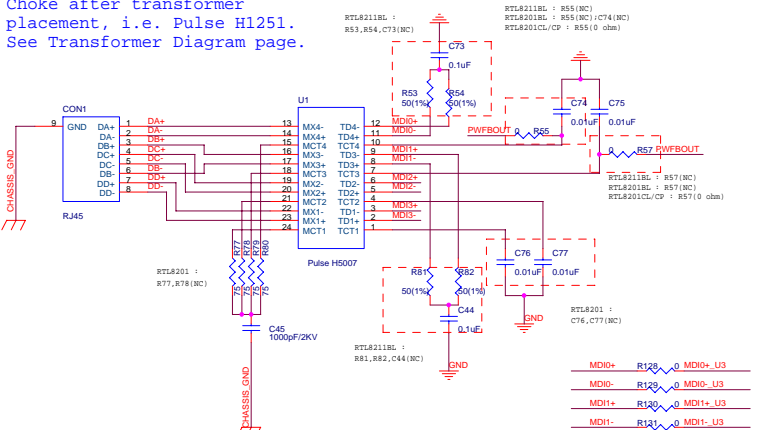 Choke after transformer
placement, i.e. Pulse H1251.
See Transformer Diagram page.
RTL8211BL :
R53,R54,C73(NC)
RTL8211BL : R55(NC)
RTL8201BL : R55(NC);C74(NC)
RTL8201CL/CP : R55(0 ohm)
C73
0.1uF
R53
50(1%)
R54
50(1%)
C74
0.01uF
C75
0.01uF
PWFBOUT
0
R55
0
R57
PWFBOUT
RTL8211BL : R57(NC)
RTL8201BL : R57(NC)
RTL8201CL/CP : R57(0 ohm)
CON1
9
GND
DA+
1
DA+
DA-
2
DA-
DB+
3
DB+
DC+
4
DC+
DC-
5
DC-
DB-
6
DB-
DD+
7
DD+
DD-
8
DD-
RJ45
CHASSIS_GND
U1
13
MX4-
TD4-
12
MDI0+
14
MX4+
TD4+
11
MDI0-
15
MCT4
TCT4
10
16
MX3-
TD3-
9
MDI1+
17
MX3+
TD3+
8
MDI1-
18
MCT3
TCT3
7
19
MX2-
TD2-
6
MDI2+
20
MX2+
TD2+
5
MDI2-
21
MCT2
TCT2
4
22
MX1-
TD1-
3
MDI3+
23
MX1+
TD1+
2
MDI3-
24
MCT1
TCT1
1
Pulse H5007
R77
R78
R79
R80
75
75
75
75
RTL8201 :
R77,R78(NC)
C45
1000pF/2KV
CHASSIS_GND
R81
50(1%)
R82
50(1%)
C44
0.1uF
GND
RTL8211BL :
R81,R82,C44(NC)
C76
0.01uF
C77
0.01uF
GND
RTL8201 :
C76,C77(NC)
MDI0+
R128
0
MDI0+_U3
MDI0-
R129
0
MDI0-_U3
MDI1+
R130
0
MDI1+_U3
MDI1-
R131
0
MDI1-_U3